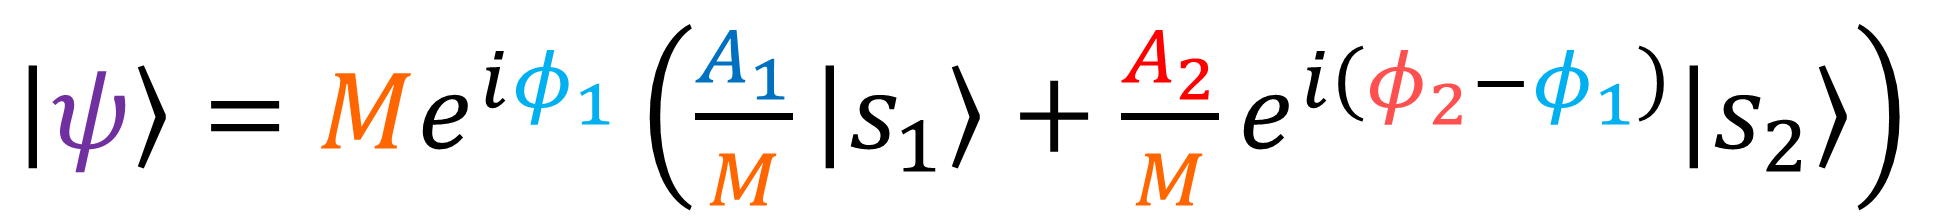 |ψ⟩ = Me^{iϕ₁} (A₁/M |s₁⟩ + A₂/M e^{i(ϕ₂−ϕ₁)} |s₂⟩)